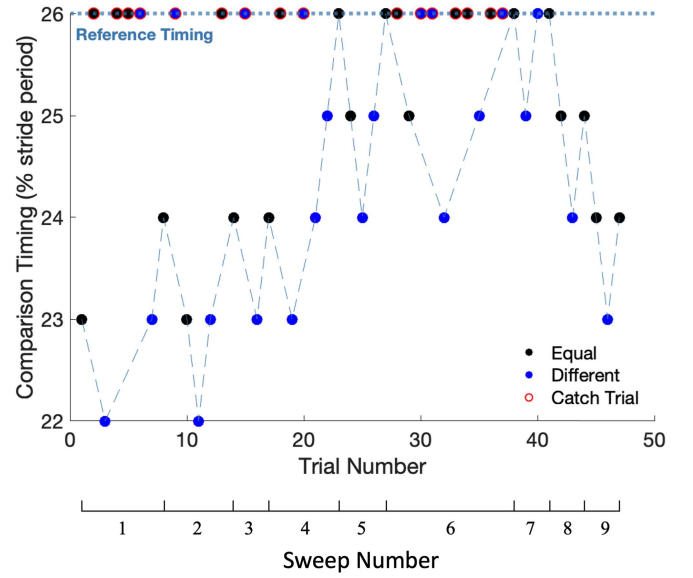 26
Reference Timing
25
24
23
22
Comparison Timing (% stride period)
Equal
Different
Catch Trial
0 10 20 30 40 50
Trial Number
1 2 3 4 5 6 7 8 9
Sweep Number